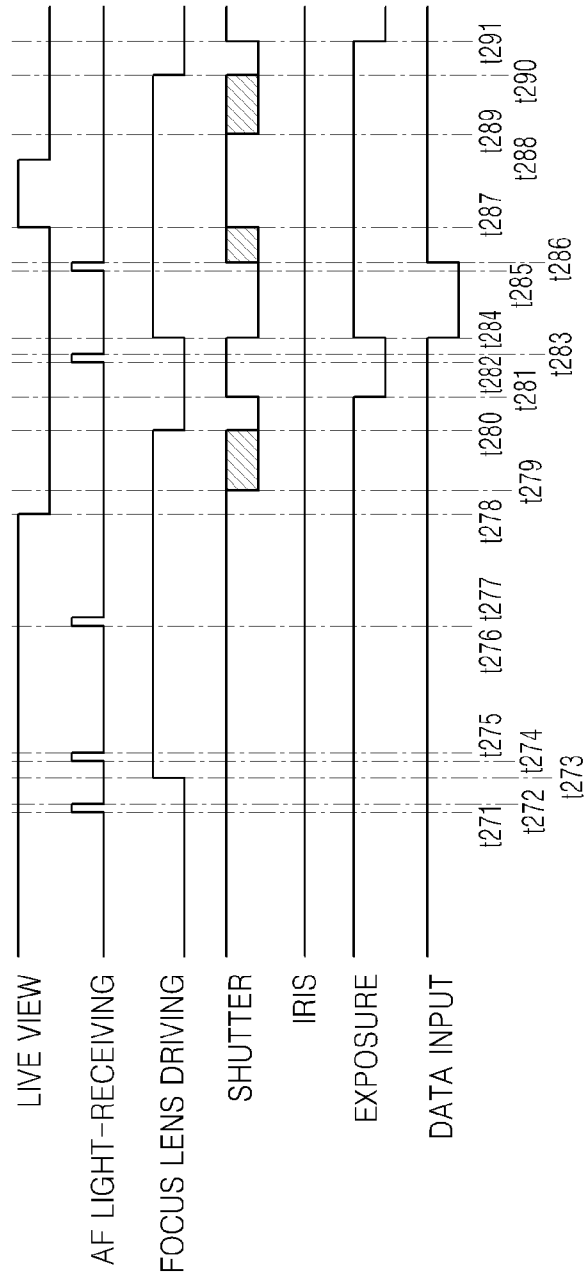 LIVE VIEW
AF LIGHT-RECEIVING
FOCUS LENS DRIVING
SHUTTER
IRIS
EXPOSURE
DATA INPUT
t271
t272
t273
t274
t275
t276
t277
t278
t279
t280
t281
t282
t283
t284
t285
t286
t287
t288
t289
t290
t291